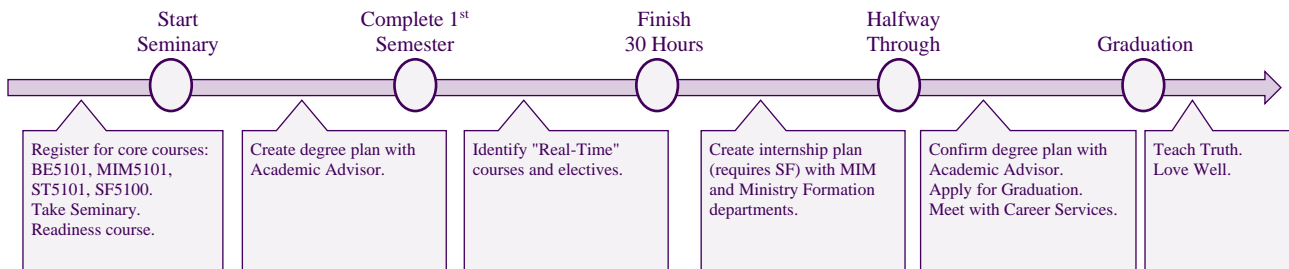 Start
Seminary
Complete 1st
Semester
Finish
30 Hours
Halfway
Through
Graduation
Register for core courses:
BE5101, MIM5101,
ST5101, SF5100.
Take Seminary.
Readiness course.
Create degree plan with
Academic Advisor.
Identify "Real-Time"
courses and electives.
Create internship plan
(requires SF) with MIM
and Ministry Formation
departments.
Confirm degree plan with
Academic Advisor.
Apply for Graduation.
Meet with Career Services.
Teach Truth.
Love Well.